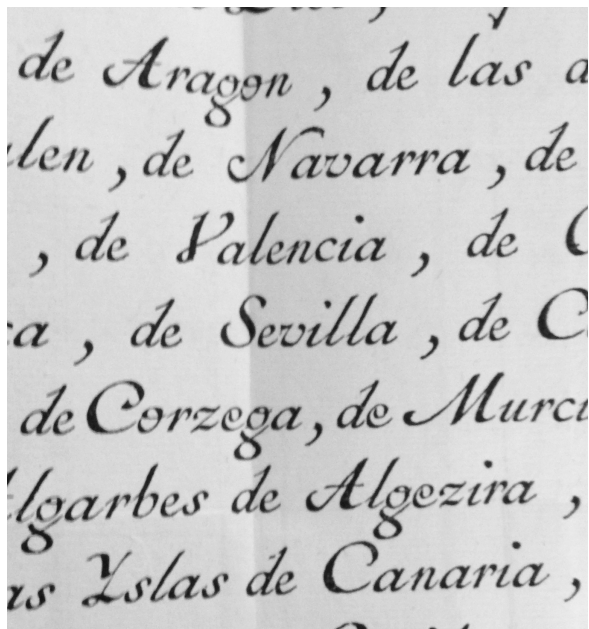 de Aragon, de las
len, de Navarra, de
, de Valencia, de
a, de Sevilla, de
de Corzega, de Murci
lgarbes de Algezira,
as Yslas de Canaria,